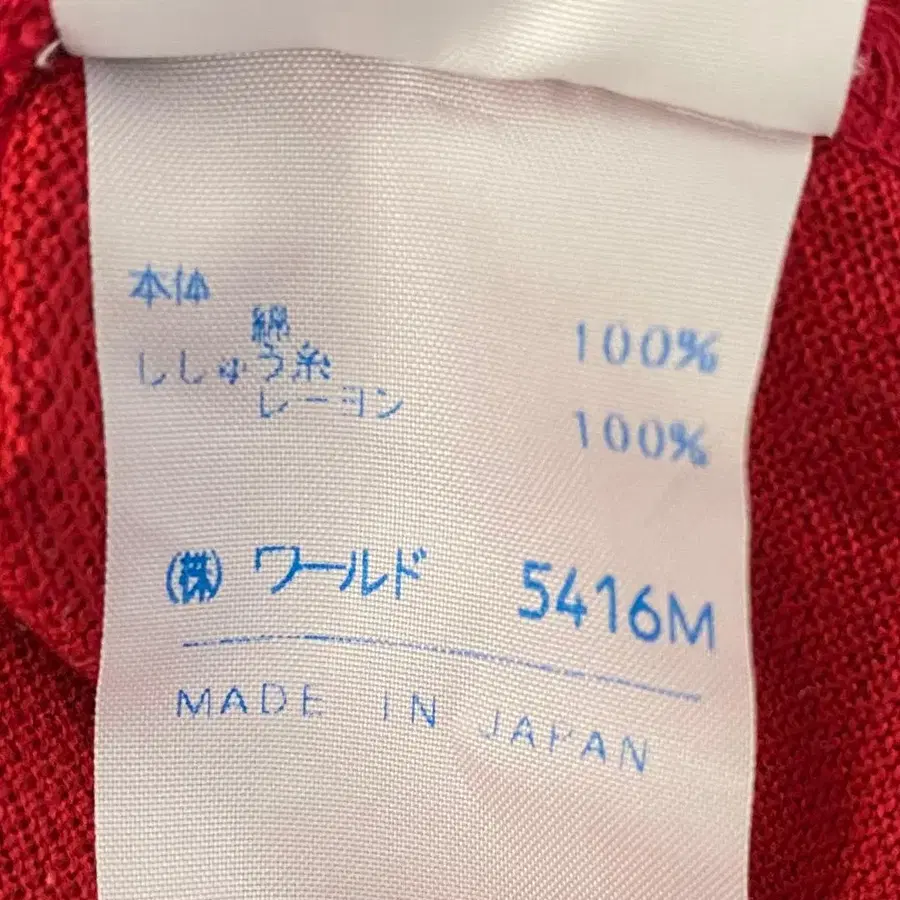 本体
綿 100%
ししゅう糸
レーヨン 100%
(株) ワールド 5416M
MADE IN JAPAN